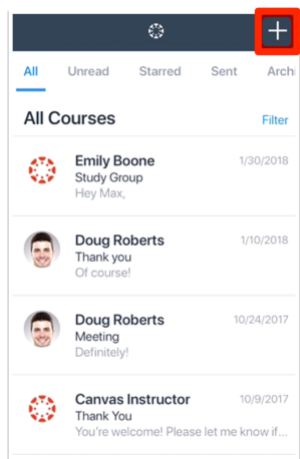 All Unread Starred Sent Archi
All Courses Filter
Emily Boone 1/30/2018
Study Group
Hey Max,
Doug Roberts 1/10/2018
Thank you
Of course!
Doug Roberts 10/24/2017
Meeting
Definitely!
Canvas Instructor 10/9/2017
Thank You
You're welcome! Please let me know if...